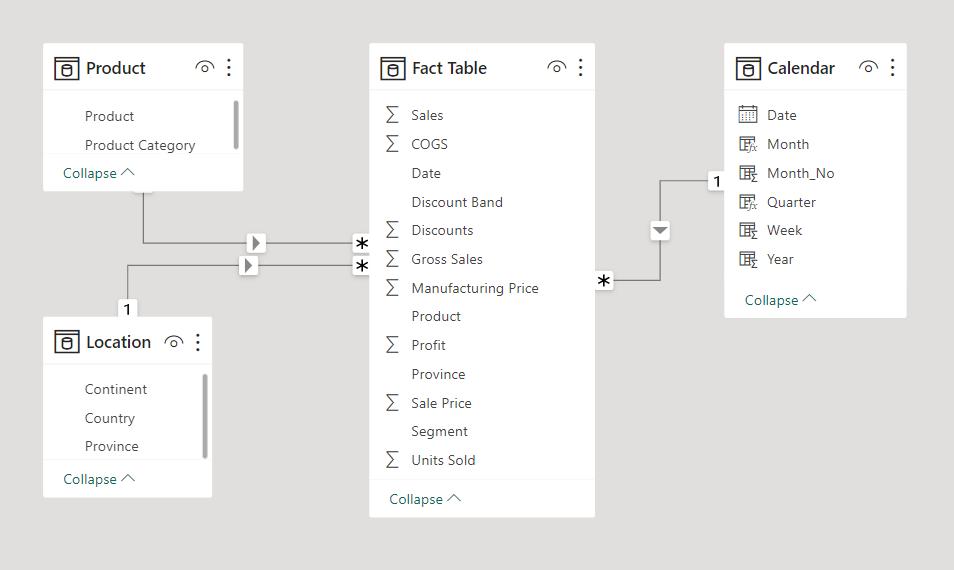 Product
Product
Product Category
Collapse
Location
Continent
Country
Province
Collapse
Fact Table
Sales
COGS
Date
Discount Band
Discounts
Gross Sales
Manufacturing Price
Product
Profit
Province
Sale Price
Segment
Units Sold
Collapse
Calendar
Date
Month
Month_No
Quarter
Week
Year
Collapse
*
*
1
*
1